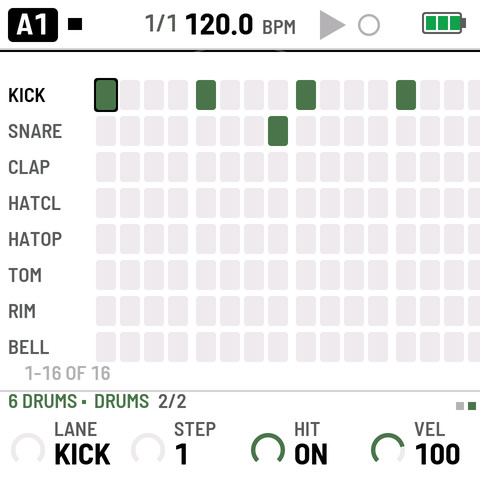 A1 1/1 120.0 BPM
KICK
SNARE
CLAP
HATCL
HATOP
TOM
RIM
BELL
1-16 OF 16
6 DRUMS • DRUMS 2/2
LANE STEP HIT VEL
KICK 1 ON 100